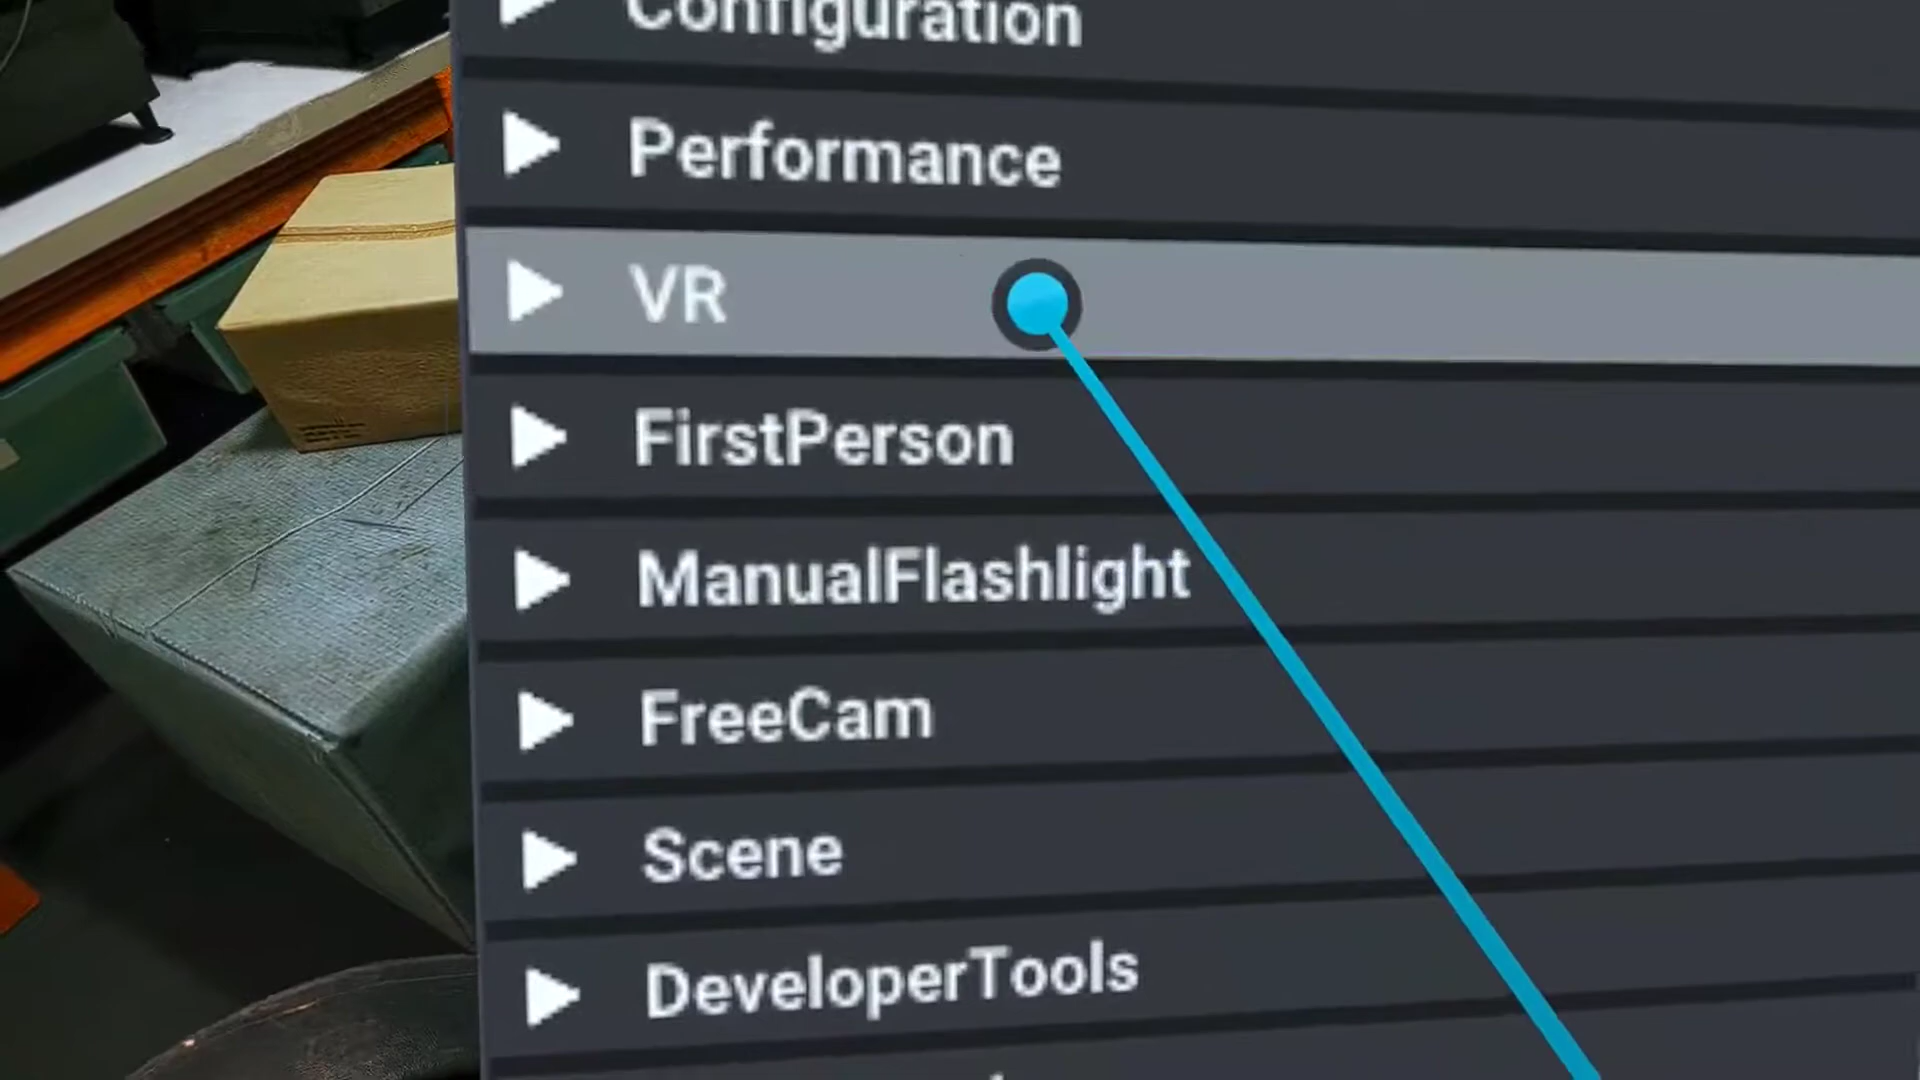 Configuration
Performance
VR
FirstPerson
ManualFlashlight
FreeCam
Scene
DeveloperTools